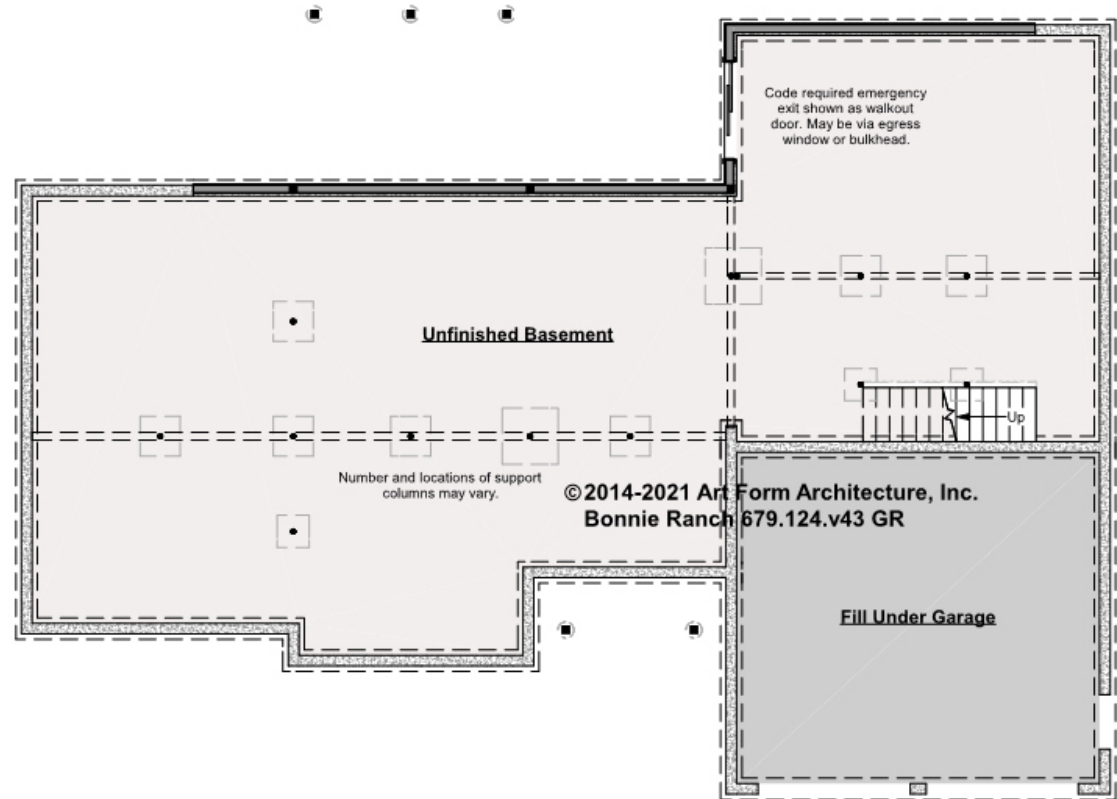 Code required emergency
exit shown as walkout
door. May be via egress
window or bulkhead.
Unfinished Basement
Up
Number and locations of support
columns may vary.
©2014-2021 Art Form Architecture, Inc.
Bonnie Ranch 679.124.v43 GR
Fill Under Garage